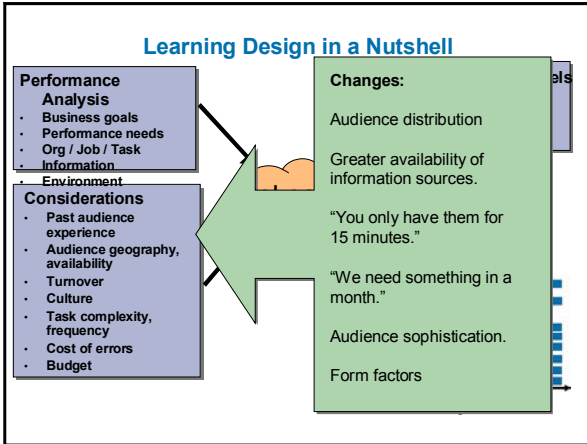 Learning Design in a Nutshell
Performance
Analysis
• Business goals
• Performance needs
• Org / Job / Task
• Information
• Environment
Considerations
• Past audience
experience
• Audience geography,
availability
• Turnover
• Culture
• Task complexity,
frequency
• Cost of errors
• Budget
Changes:
Audience distribution
Greater availability of
information sources.
“You only have them for
15 minutes.”
“We need something in a
month.”
Audience sophistication.
Form factors